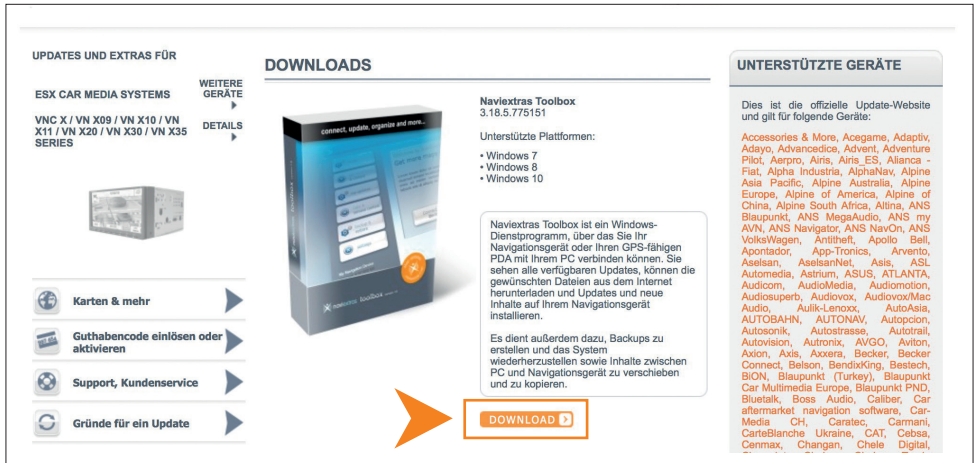 UPDATES UND EXTRAS FÜR
ESX CAR MEDIA SYSTEMS
WEITERE
GERÄTE
VNC X / VN X09 / VN X10 / VN
X11 / VN X20 / VN X30 / VN X35
SERIES
DETAILS
Karten & mehr
Guthabencode einlösen oder
aktivieren
Support, Kundenservice
Gründe für ein Update
DOWNLOADS
connect, update, organize and more...
naviextras toolbox
Naviextras Toolbox
3.18.5.775151
Unterstützte Plattformen:
• Windows 7
• Windows 8
• Windows 10
Naviextras Toolbox ist ein Windows-
Dienstprogramm, über das Sie Ihr
Navigationsgerät oder Ihren GPS-fähigen
PDA mit Ihrem PC verbinden können. Sie
sehen alle verfügbaren Updates, können die
gewünschten Dateien aus dem Internet
herunterladen und Updates und neue
Inhalte auf Ihrem Navigationsgerät
installieren.
Es dient außerdem dazu, Backups zu
erstellen und das System
wiederherzustellen sowie Inhalte zwischen
PC und Navigationsgerät zu verschieben
und zu kopieren.
DOWNLOAD
UNTERSTÜTZTE GERÄTE
Dies ist die offizielle Update-Website
und gilt für folgende Geräte:
Accessories & More, Acegame, Adaptiv,
Adayo, Advancedice, Advent, Adventure
Pilot, Aerpro, Airis, Airis_ES, Alianca -
Fiat, Alpha Industria, AlphaNav, Alpine
Asia Pacific, Alpine Australia, Alpine
Europe, Alpine of America, Alpine of
China, Alpine South Africa, Altina, ANS
Blaupunkt, ANS MegaAudio, ANS my
AVN, ANS Navigator, ANS NavOn, ANS
VolksWagen, Antitheft, Apollo Bell,
Apontador, App-Tronics, Arvento,
Aselsan, AselsanNet, Asis, ASL
Automedia, Astrium, ASUS, ATLANTA,
Audicom, AudioMedia, Audiomotion,
Audiosuperb, Audiovox, Audiovox/Mac
Audio, Aulik-Lenoxx, AutoAsia,
AUTOBAHN, AUTONAV, Autopcion,
Autosonik, Autostrasse, Autotrail,
Autovision, Autronix, AVGO, Aviton,
Axion, Axis, Axxera, Becker, Becker
Connect, Belson, BendixKing, Bestech,
BiON, Blaupunkt (Turkey), Blaupunkt
Car Multimedia Europe, Blaupunkt PND,
Bluetalk, Boss Audio, Caliber, Car
aftermarket navigation software, Car-
Media CH, Caratec, Carmani,
CarteBlanche Ukraine, CAT, Cebsa,
Cenmax, Changan, Chele Digital,